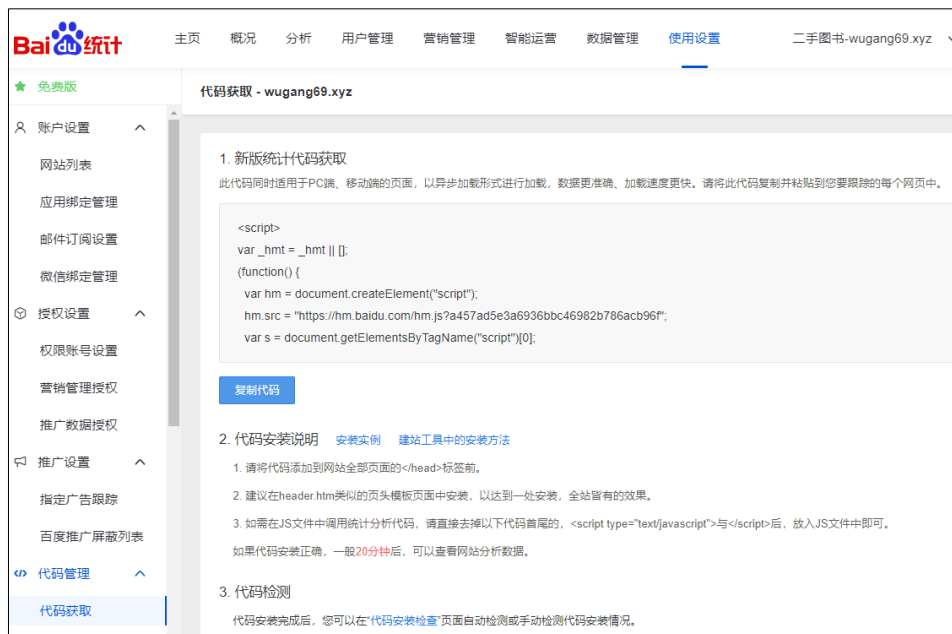 Bai du 统计
主页 概况 分析 用户管理 营销管理 智能运营 数据管理 使用设置 二手图书-wugang69.xyz
免费版
代码获取 - wugang69.xyz
账户设置
网站列表
应用绑定管理
邮件订阅设置
微信绑定管理
授权设置
权限账号设置
营销管理授权
推广数据授权
推广设置
指定广告跟踪
百度推广屏蔽列表
代码管理
代码获取
1. 新版统计代码获取
此代码同时适用于PC端、移动端的页面，以异步加载形式进行加载，数据更准确、加载速度更快。请将此代码复制并粘贴到您要跟踪的每个网页中。
<script>
var _hmt = _hmt || [];
(function() {
var hm = document.createElement("script");
hm.src = "https://hm.baidu.com/hm.js?a457ad5e3a6936bbc46982b786acb96f";
var s = document.getElementsByTagName("script")[0];
复制代码
2. 代码安装说明 安装实例 建站工具中的安装方法
1. 请将代码添加到网站全部页面的</head>标签前。
2. 建议在header.htm类似的页头模板页面中安装，以达到一处安装，全站皆有的效果。
3. 如需在JS文件中调用统计分析代码，请直接去掉以下代码首尾的，<script type="text/javascript">与</script>后，放入JS文件中即可。
如果代码安装正确，一般20分钟后，可以查看网站分析数据。
3. 代码检测
代码安装完成后，您可以在"代码安装检查"页面自动检测或手动检测代码安装情况。